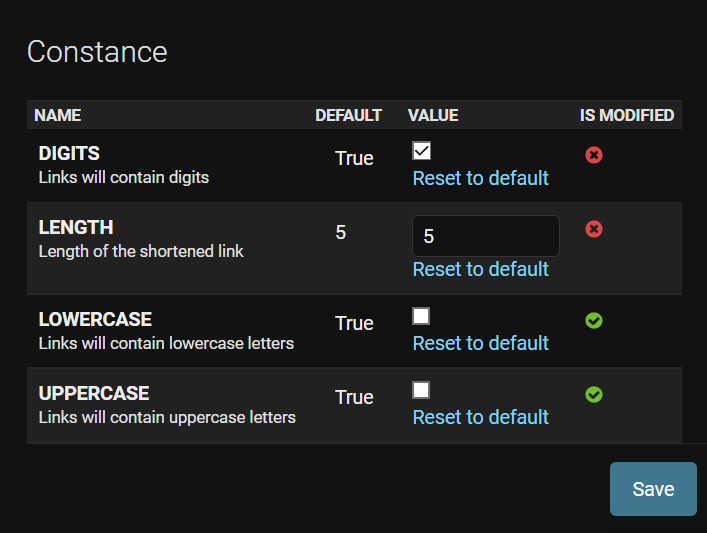 Constance
NAME DEFAULT VALUE IS MODIFIED
DIGITS
Links will contain digits
True
Reset to default
LENGTH
Length of the shortened link
5
5
Reset to default
LOWERCASE
Links will contain lowercase letters
True
Reset to default
UPPERCASE
Links will contain uppercase letters
True
Reset to default
Save